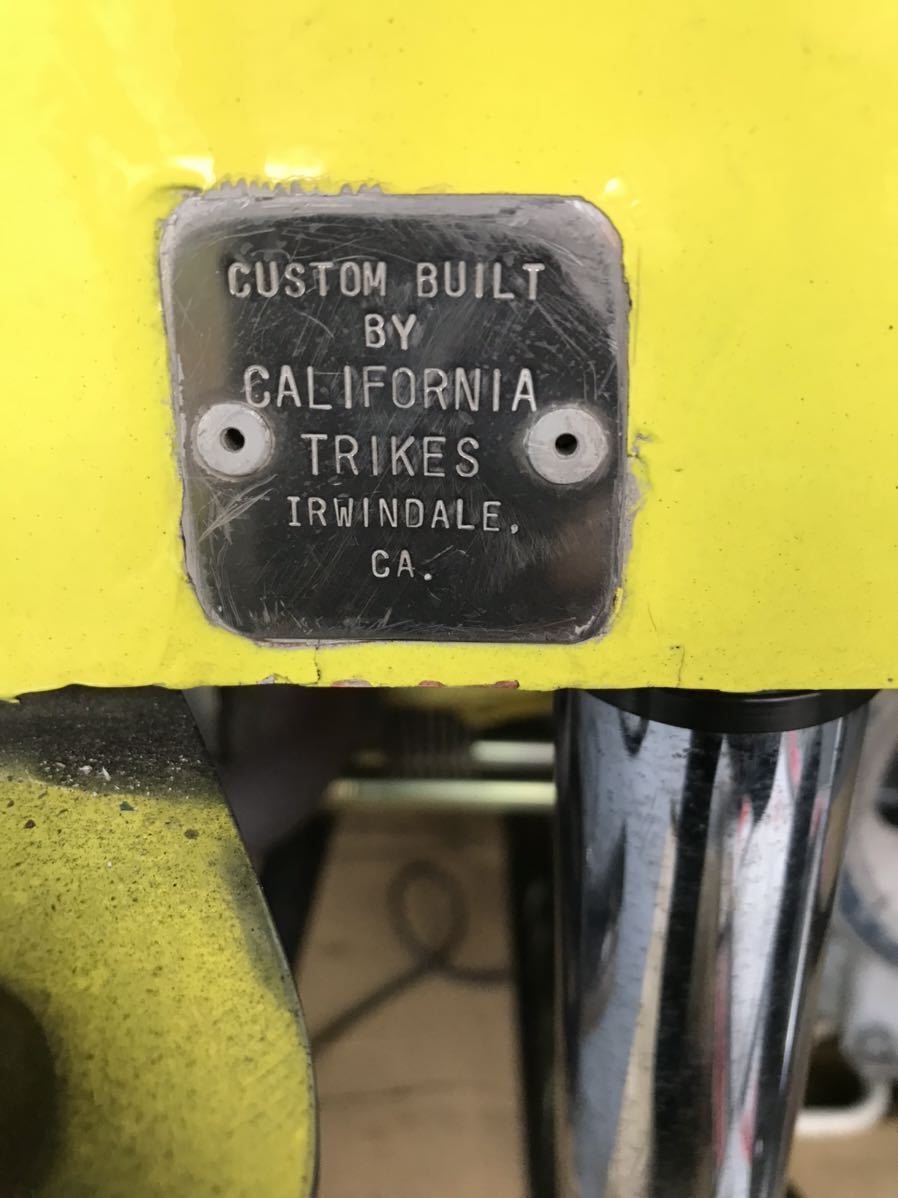 CUSTOM BUILT
BY
CALIFORNIA
TRIKES
IRWINDALE,
CA.